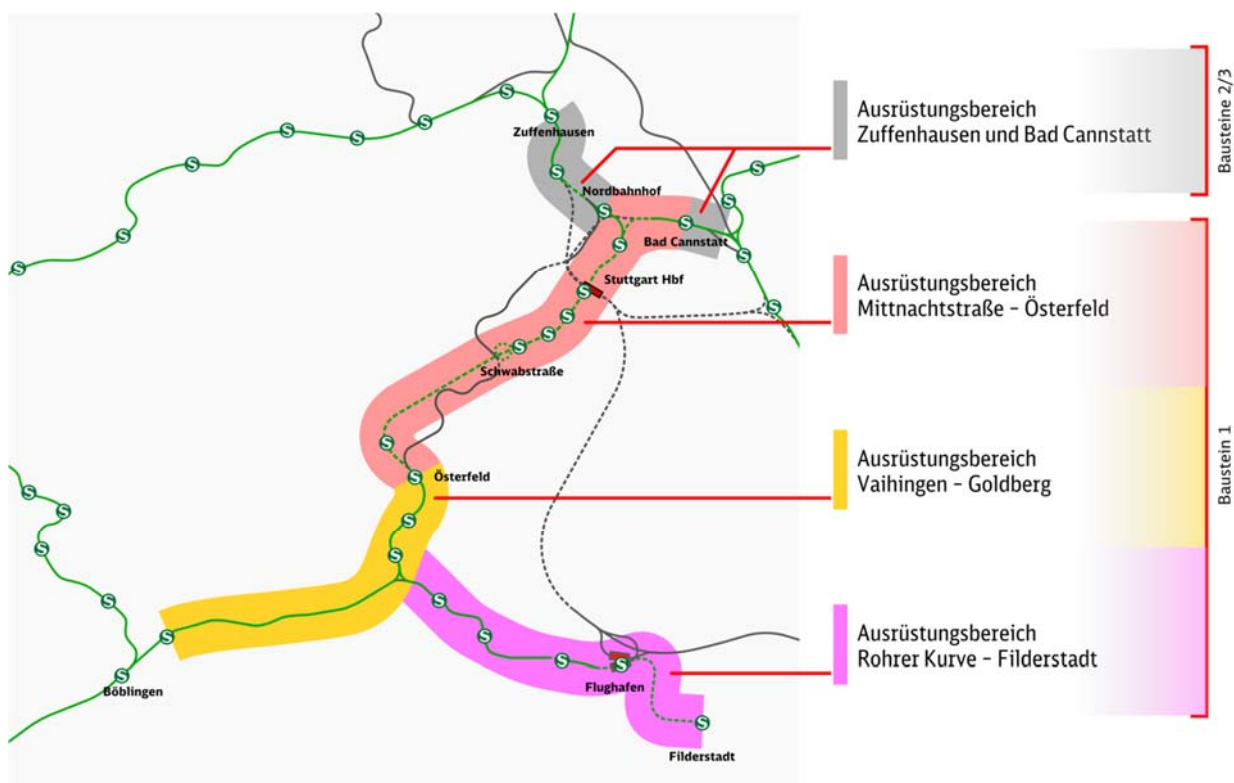 Zuffenhausen
Nordbahnhof
Bad Cannstatt
Stuttgart Hbf
Schwabstraße
Österfeld
Böblingen
Flughafen
Filderstadt
Ausrüstungsbereich
Zuffenhausen und Bad Cannstatt
Ausrüstungsbereich
Mittnachtstraße – Österfeld
Ausrüstungsbereich
Vaihingen – Goldberg
Ausrüstungsbereich
Rohrer Kurve – Filderstadt
Bausteine 2/3
Baustein 1